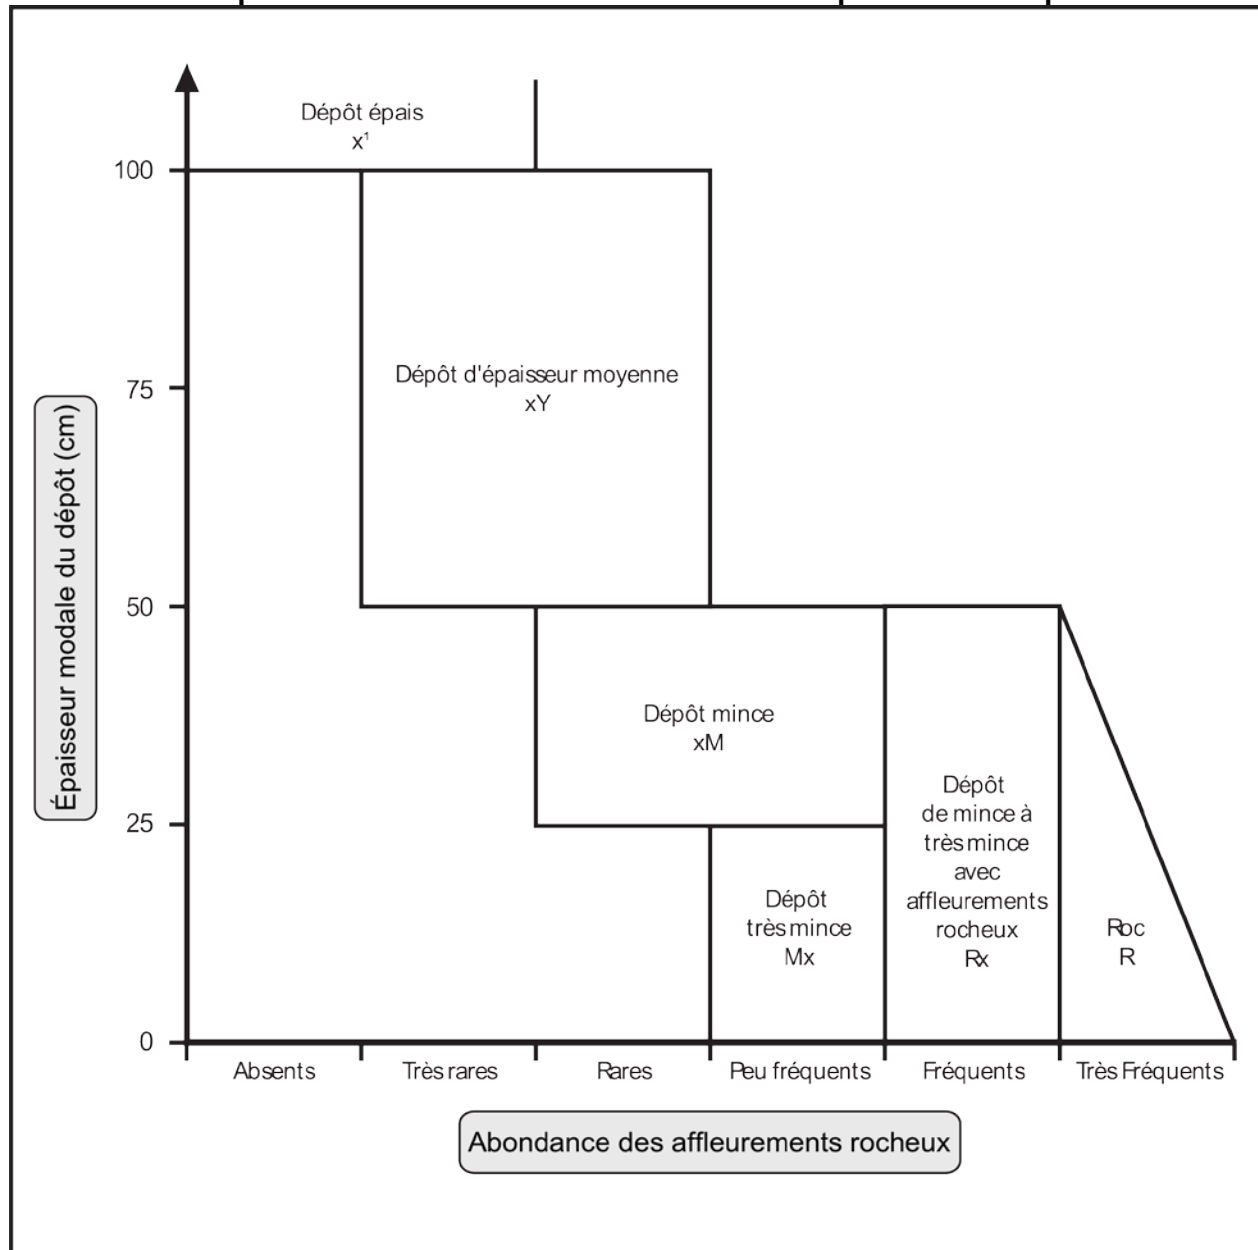 Dépôt épais
x¹
100
Dépôt d'épaisseur moyenne
xY
75
50
Épaisseur modale du dépôt (cm)
Dépôt mince
xM
25
Dépôt
très mince
Mx
Dépôt
de mince à
très mince
avec
affleurements
rocheux
Rx
Roc
R
0
Absents
Très rares
Rares
Peu fréquents
Fréquents
Très Fréquents
Abondance des affleurements rocheux